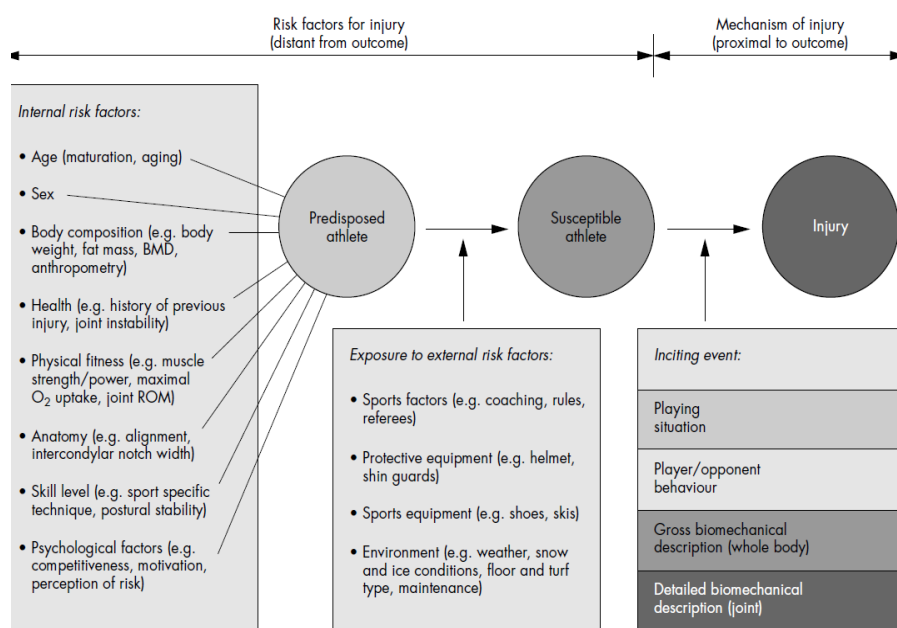 Risk factors for injury
(distant from outcome)
Mechanism of injury
(proximal to outcome)
Internal risk factors:
• Age (maturation, aging)
• Sex
• Body composition (e.g. body
weight, fat mass, BMD,
anthropometry)
• Health (e.g. history of previous
injury, joint instability)
• Physical fitness (e.g. muscle
strength/power, maximal
O2 uptake, joint ROM)
• Anatomy (e.g. alignment,
intercondylar notch width)
• Skill level (e.g. sport specific
technique, postural stability)
• Psychological factors (e.g.
competitiveness, motivation,
perception of risk)
Predisposed
athlete
Susceptible
athlete
Injury
Exposure to external risk factors:
• Sports factors (e.g. coaching, rules,
referees)
• Protective equipment (e.g. helmet,
shin guards)
• Sports equipment (e.g. shoes, skis)
• Environment (e.g. weather, snow
and ice conditions, floor and turf
type, maintenance)
Inciting event:
Playing
situation
Player/opponent
behaviour
Gross biomechanical
description (whole body)
Detailed biomechanical
description (joint)